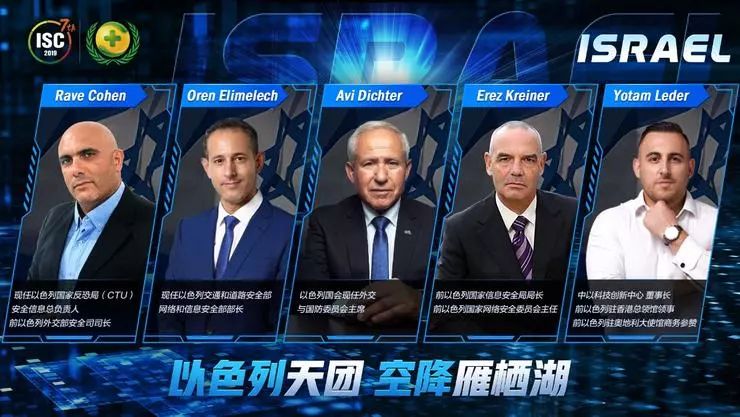 ISC
7th
2019
ISRAEL
ISRAEL
Rave Cohen
现任以色列国家反恐局（CTU）
安全信息总负责人
前以色列外交部安全司司长
Oren Elimelech
现任以色列交通和道路安全部
网络和信息安全部部长
Avi Dichter
以色列国会现任外交
与国防委员会主席
Erez Kreiner
前以色列国家信息安全局局长
前以色列国家网络安全委员会主任
Yotam Leder
中以科技创新中心 董事长
前以色列驻香港总领馆领事
前以色列驻奥地利大使馆商务参赞
以色列天团 空降雁栖湖